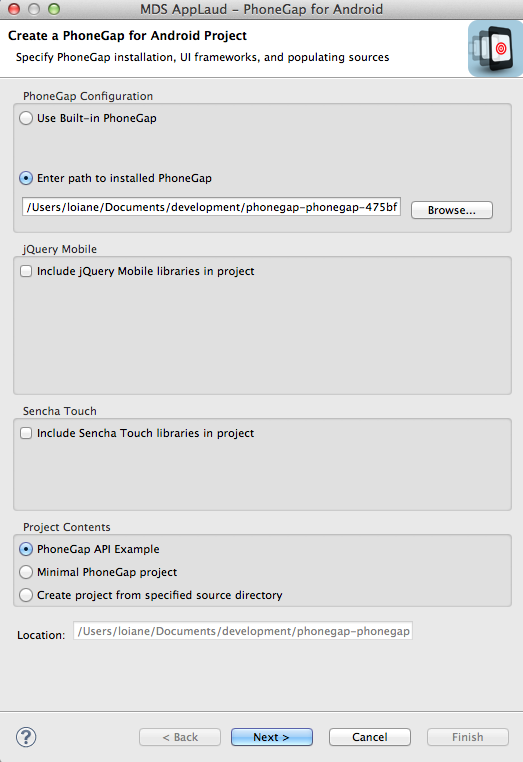 MDS AppLaud – PhoneGap for Android
Create a PhoneGap for Android Project
Specify PhoneGap installation, UI frameworks, and populating sources
PhoneGap Configuration
Use Built-in PhoneGap
Enter path to installed PhoneGap
/Users/loiane/Documents/development/phonegap-phonegap-475bf
Browse...
jQuery Mobile
Include jQuery Mobile libraries in project
Sencha Touch
Include Sencha Touch libraries in project
Project Contents
PhoneGap API Example
Minimal PhoneGap project
Create project from specified source directory
Location: /Users/loiane/Documents/development/phonegap-phonegap
? < Back Next > Cancel Finish